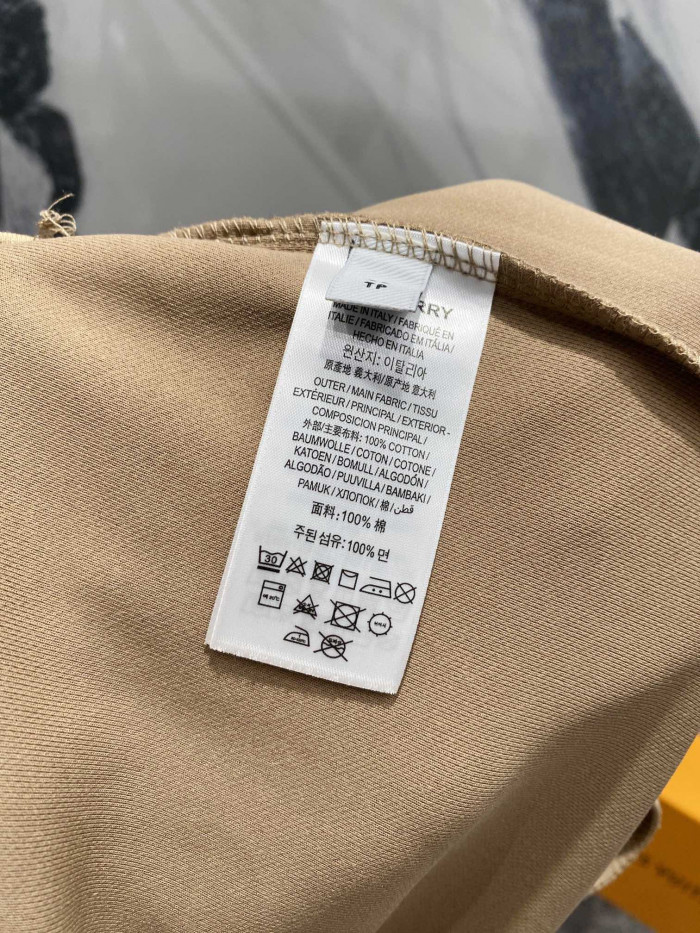 TP
RRY
MADE IN ITALY / FABRIQUÉ EN
ITALIE / FABRICADO EM ITÁLIA /
HECHO EN ITALIA
원산지: 이탈리아
原產地 義大利/原产地 意大利
OUTER / MAIN FABRIC / TISSU
EXTÉRIEUR / PRINCIPAL / EXTERIOR -
COMPOSICION PRINCIPAL /
外部/主要布料: 100% COTTON /
BAUMWOLLE / COTON / COTONE /
KATOEN / BOMULL / ALGODÓN /
ALGODÃO / PUUVILLA / BAMBAKI /
PAMUK / ХЛОПОК / 棉 / قطن
面料: 100% 棉
주된 섬유: 100% 면
30